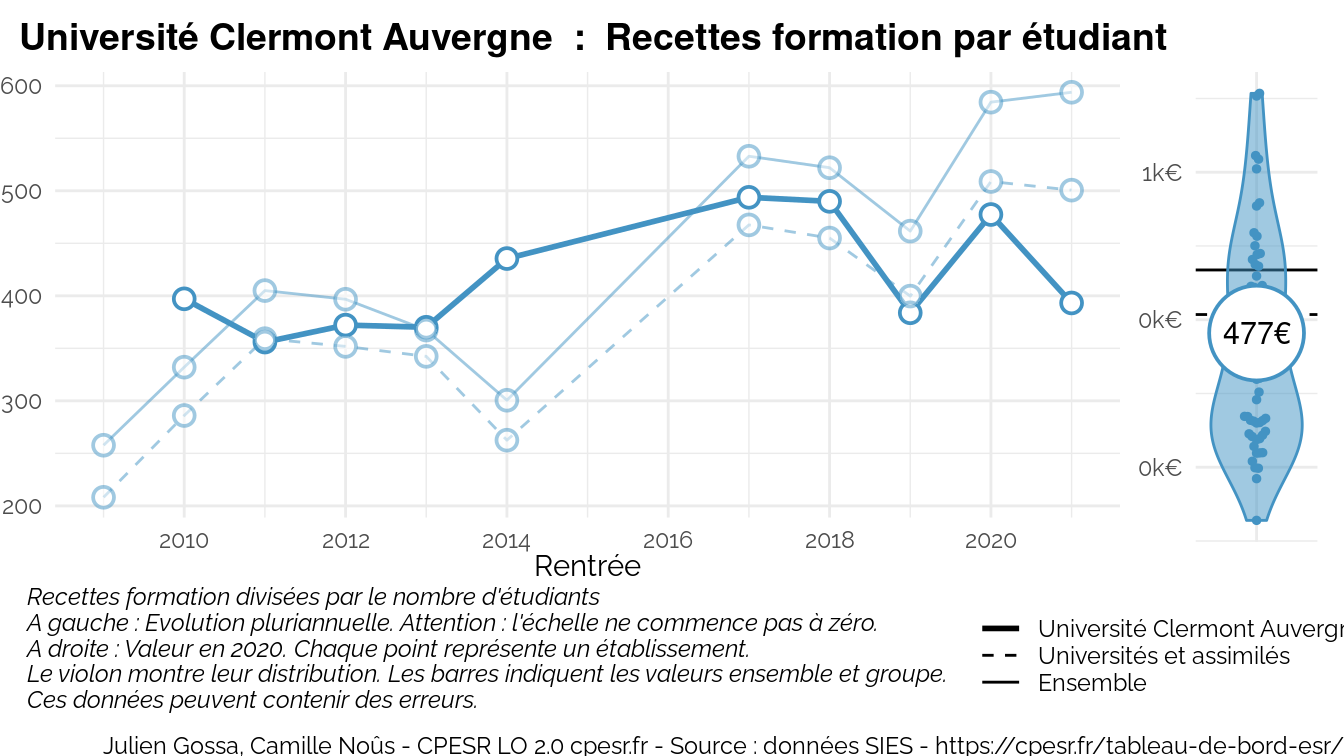 Université Clermont Auvergne : Recettes formation par étudiant
600
500
400
300
200
2010 2012 2014 2016 2018 2020
Rentrée
1k€
0k€
0k€
477€
Recettes formation divisées par le nombre d'étudiants
A gauche : Evolution pluriannuelle. Attention : l'échelle ne commence pas à zéro.
A droite : Valeur en 2020. Chaque point représente un établissement.
Le violon montre leur distribution. Les barres indiquent les valeurs ensemble et groupe.
Ces données peuvent contenir des erreurs.
Université Clermont Auvergn
Universités et assimilés
Ensemble
Julien Gossa, Camille Noûs - CPESR LO 2.0 cpesr.fr - Source : données SIES - https://cpesr.fr/tableau-de-bord-esr/